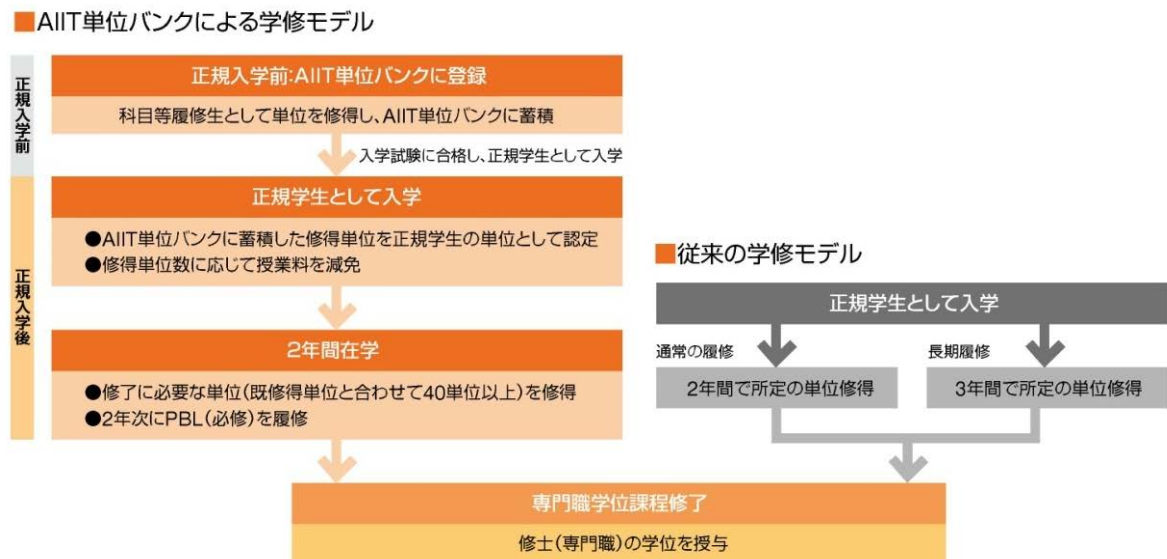 ■AIIT単位バンクによる学修モデル
正規入学前
正規入学前:AIIT単位バンクに登録
科目等履修生として単位を修得し、AIIT単位バンクに蓄積
入学試験に合格し、正規学生として入学
正規入学後
正規学生として入学
●AIIT単位バンクに蓄積した修得単位を正規学生の単位として認定
●修得単位数に応じて授業料を減免
2年間在学
●修了に必要な単位(既修得単位と合わせて40単位以上)を修得
●2年次にPBL(必修)を履修
■従来の学修モデル
正規学生として入学
通常の履修
長期履修
2年間で所定の単位修得
3年間で所定の単位修得
専門職学位課程修了
修士(専門職)の学位を授与